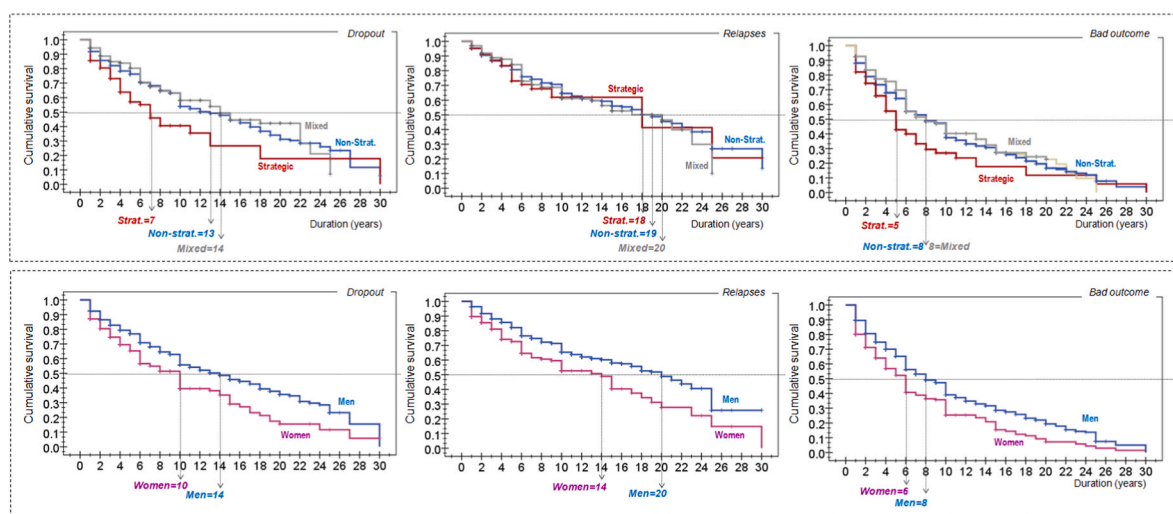 Dropout
Cumulative survival
1.0
0.9
0.8
0.7
0.6
0.5
0.4
0.3
0.2
0.1
0.0
Mixed
Non-Strat.
Strategic
0 2 4 6 8 10 12 14 16 18 20 22 24 26 28 30
Strat.=7
Duration (years)
Non-strat.=13
Mixed=14
Relapses
Cumulative survival
1.0
0.9
0.8
0.7
0.6
0.5
0.4
0.3
0.2
0.1
0.0
Strategic
Non-Strat.
Mixed
0 2 4 6 8 10 12 14 16 18 20 22 24 26 28 30
Strat.=18
Duration (years)
Non-strat.=19
Mixed=20
Bad outcome
Cumulative survival
1.0
0.9
0.8
0.7
0.6
0.5
0.4
0.3
0.2
0.1
0.0
Mixed
Non-Strat.
Strategic
0 2 4 6 8 10 12 14 16 18 20 22 24 26 28 30
Strat.=5
Duration (years)
Non-strat.=8 8=Mixed
Dropout
Cumulative survival
1.0
0.9
0.8
0.7
0.6
0.5
0.4
0.3
0.2
0.1
0.0
Men
Women
0 2 4 6 8 10 12 14 16 18 20 22 24 26 28 30
Duration (years)
Women=10
Men=14
Relapses
Cumulative survival
1.0
0.9
0.8
0.7
0.6
0.5
0.4
0.3
0.2
0.1
0.0
Men
Women
0 2 4 6 8 10 12 14 16 18 20 22 24 26 28 30
Duration (years)
Women=14
Men=20
Bad outcome
Cumulative survival
1.0
0.9
0.8
0.7
0.6
0.5
0.4
0.3
0.2
0.1
0.0
Men
Women
0 2 4 6 8 10 12 14 16 18 20 22 24 26 28 30
Duration (years)
Women=6
Men=8